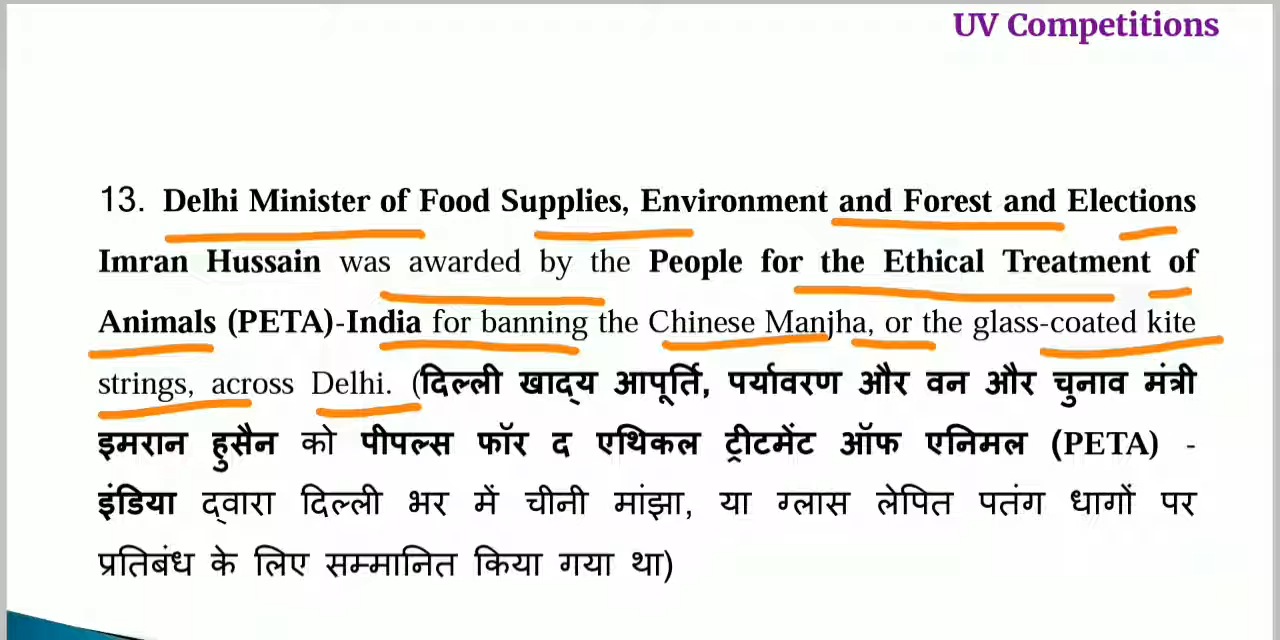 UV Competitions
13. Delhi Minister of Food Supplies, Environment and Forest and Elections
Imran Hussain was awarded by the People for the Ethical Treatment of
Animals (PETA)-India for banning the Chinese Manjha, or the glass-coated kite
strings, across Delhi. (दिल्ली खाद्य आपूर्ति, पर्यावरण और वन और चुनाव मंत्री
इमरान हुसैन को पीपल्स फॉर द एथिकल ट्रीटमेंट ऑफ एनिमल (PETA) -
इंडिया द्वारा दिल्ली भर में चीनी मांझा, या ग्लास लेपित पतंग धागों पर
प्रतिबंध के लिए सम्मानित किया गया था)